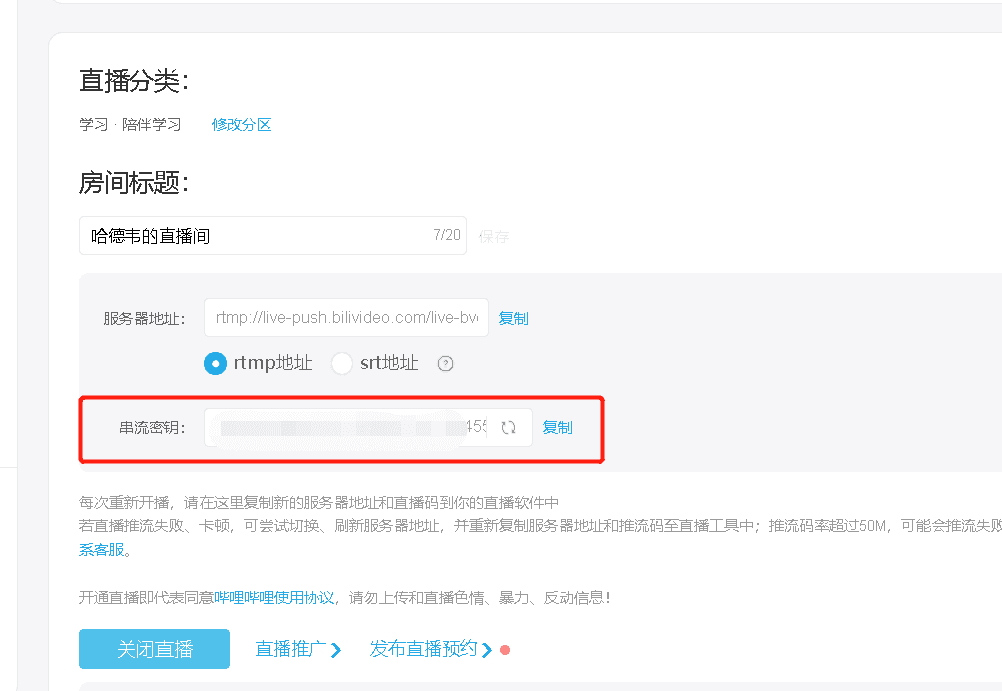 直播分类：
学习 · 陪伴学习 修改分区
房间标题：
哈德韦的直播间 7/20 保存
服务器地址： rtmp://live-push.bilivideo.com/live-bv 复制
rtmp地址 srt地址 ?
串流密钥： 455 复制
每次重新开播，请在这里复制新的服务器地址和直播码到你的直播软件中
若直播推流失败、卡顿，可尝试切换、刷新服务器地址，并重新复制服务器地址和推流码至直播工具中；推流码率超过50M，可能会推流失败
系客服。
开通直播即代表同意哔哩哔哩使用协议，请勿上传和直播色情、暴力、反动信息！
关闭直播 直播推广 发布直播预约